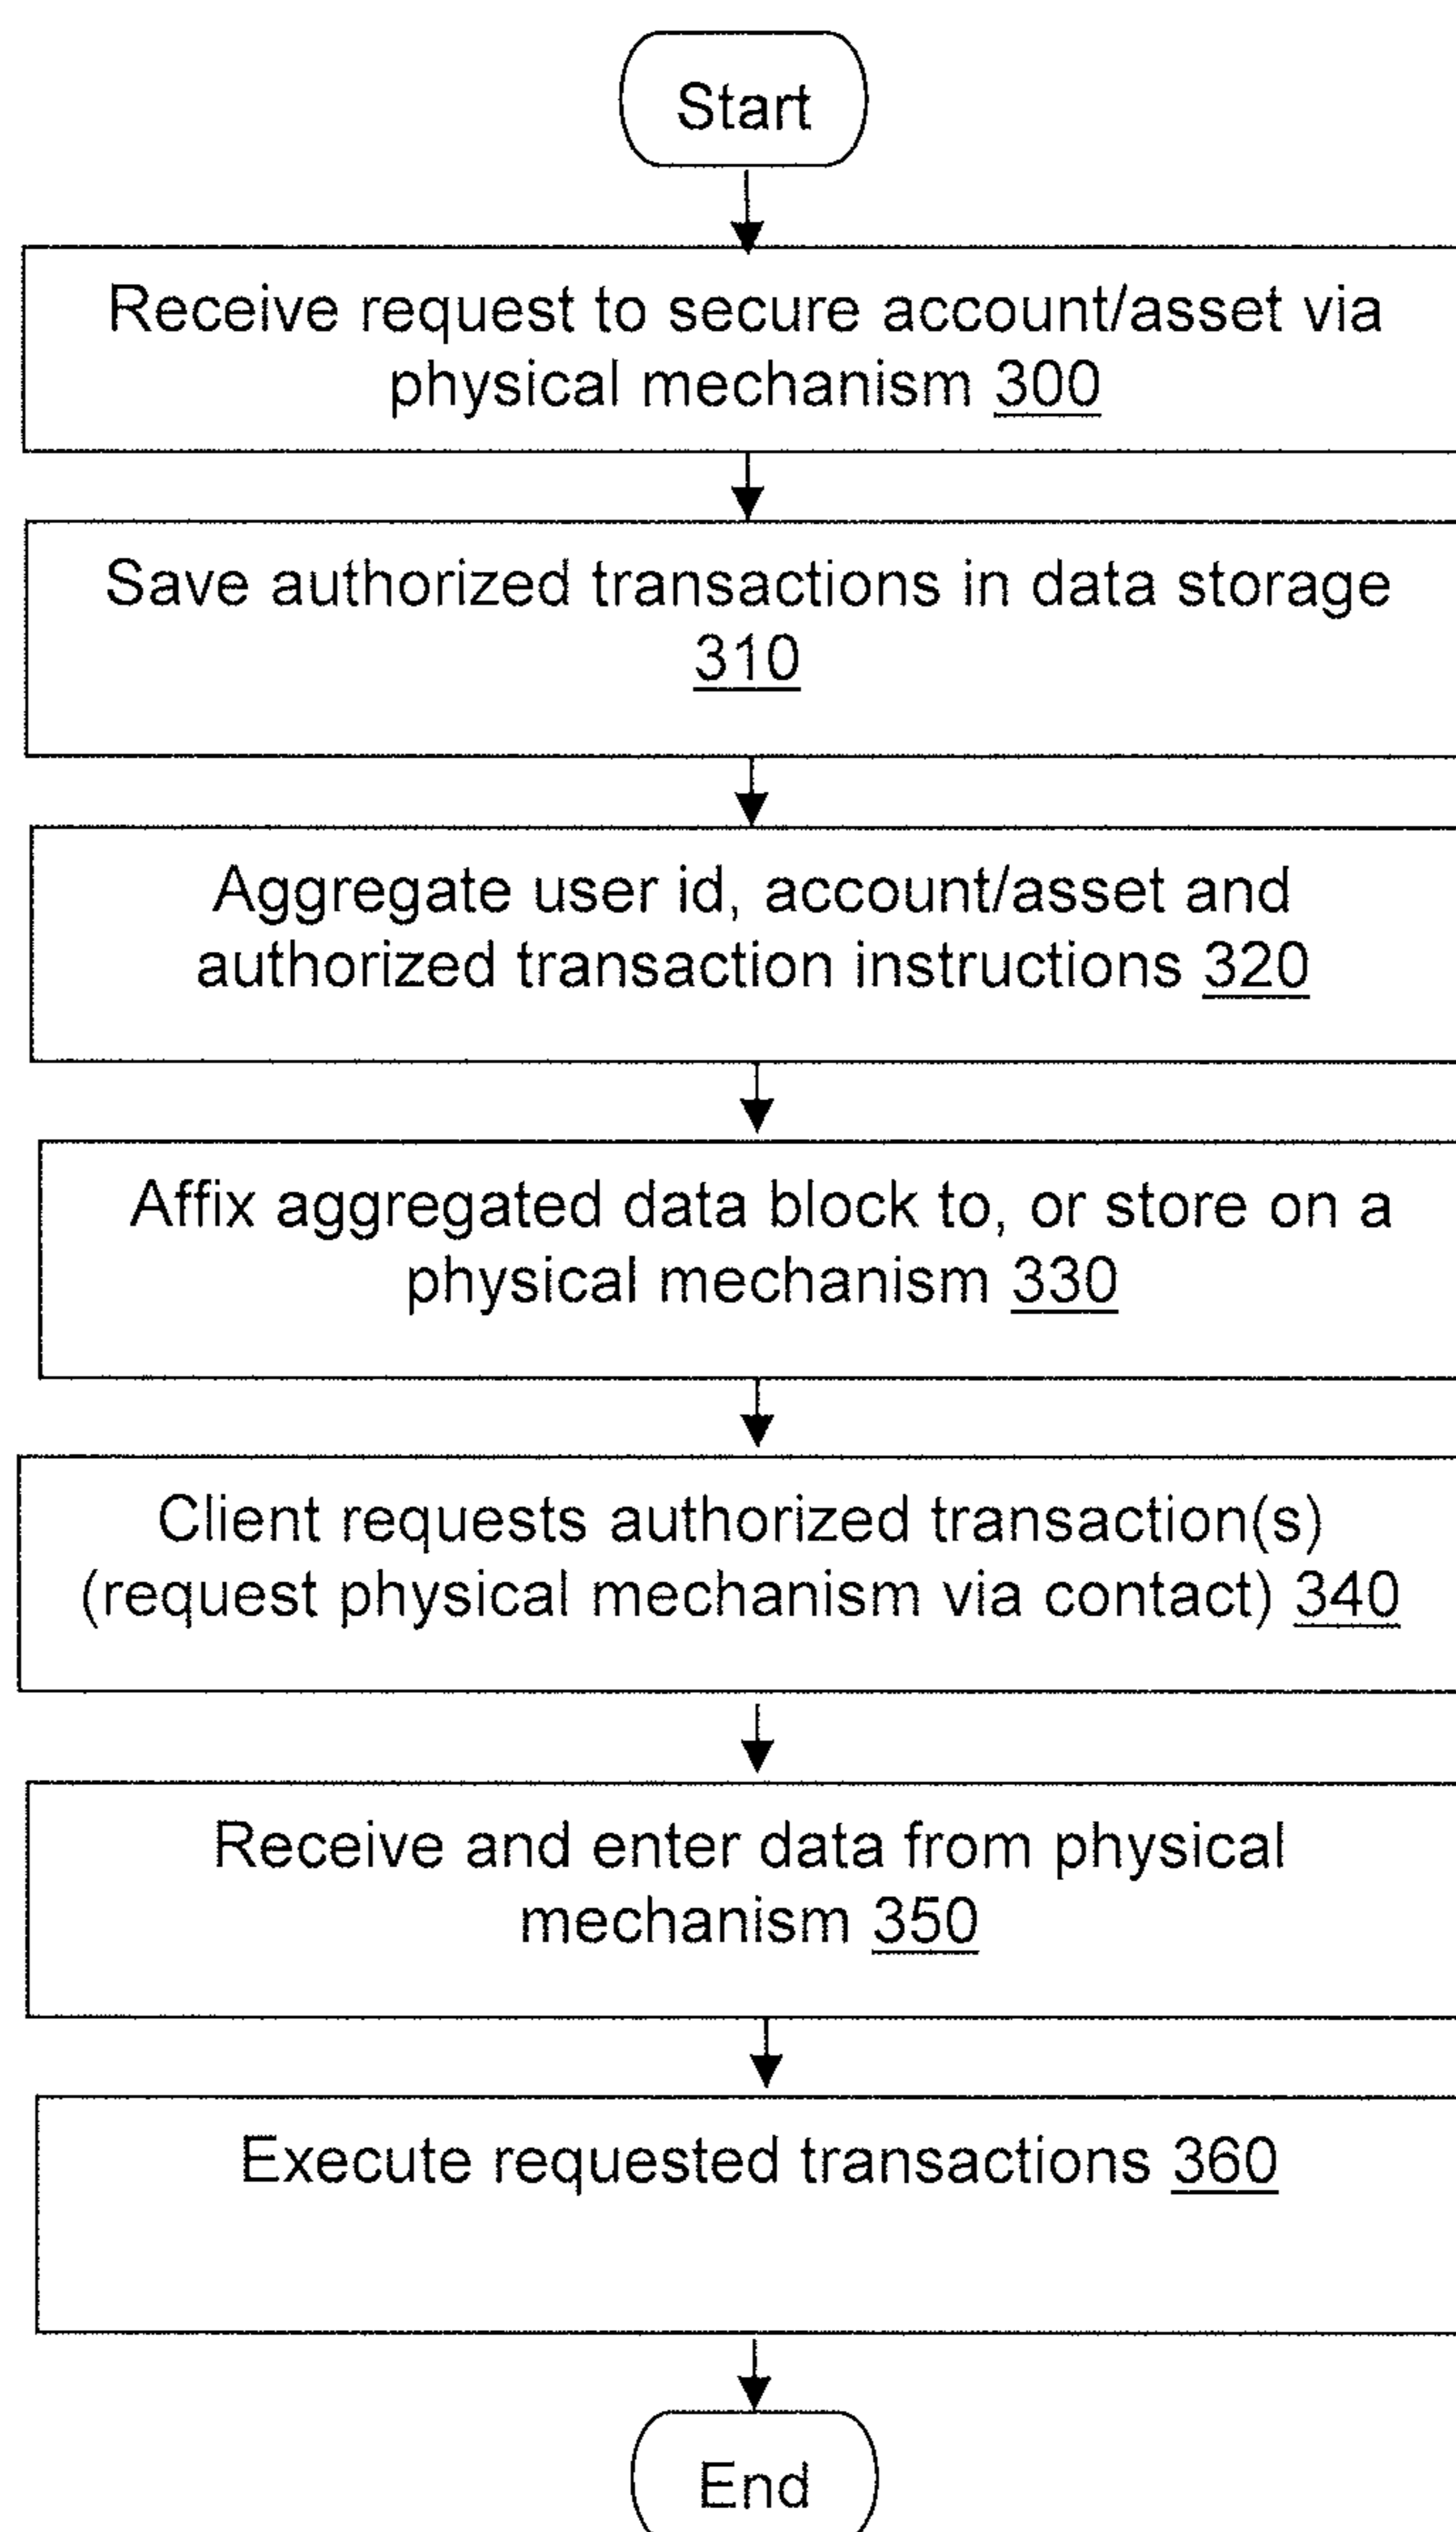 Start
Receive request to secure account/asset via
physical mechanism 300
Save authorized transactions in data storage
310
Aggregate user id, account/asset and
authorized transaction instructions 320
Affix aggregated data block to, or store on a
physical mechanism 330
Client requests authorized transaction(s)
(request physical mechanism via contact) 340
Receive and enter data from physical
mechanism 350
Execute requested transactions 360
End